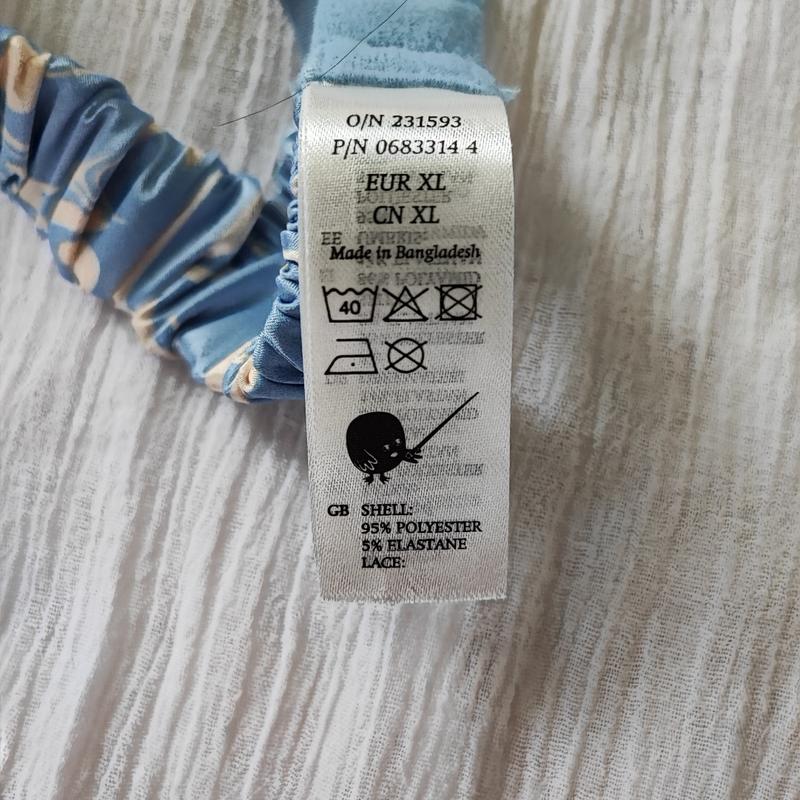 O/N 231593
P/N 0683314 4
EUR XL
CN XL
Made in Bangladesh
40
GB SHELL:
95% POLYESTER
5% ELASTANE
LACE: